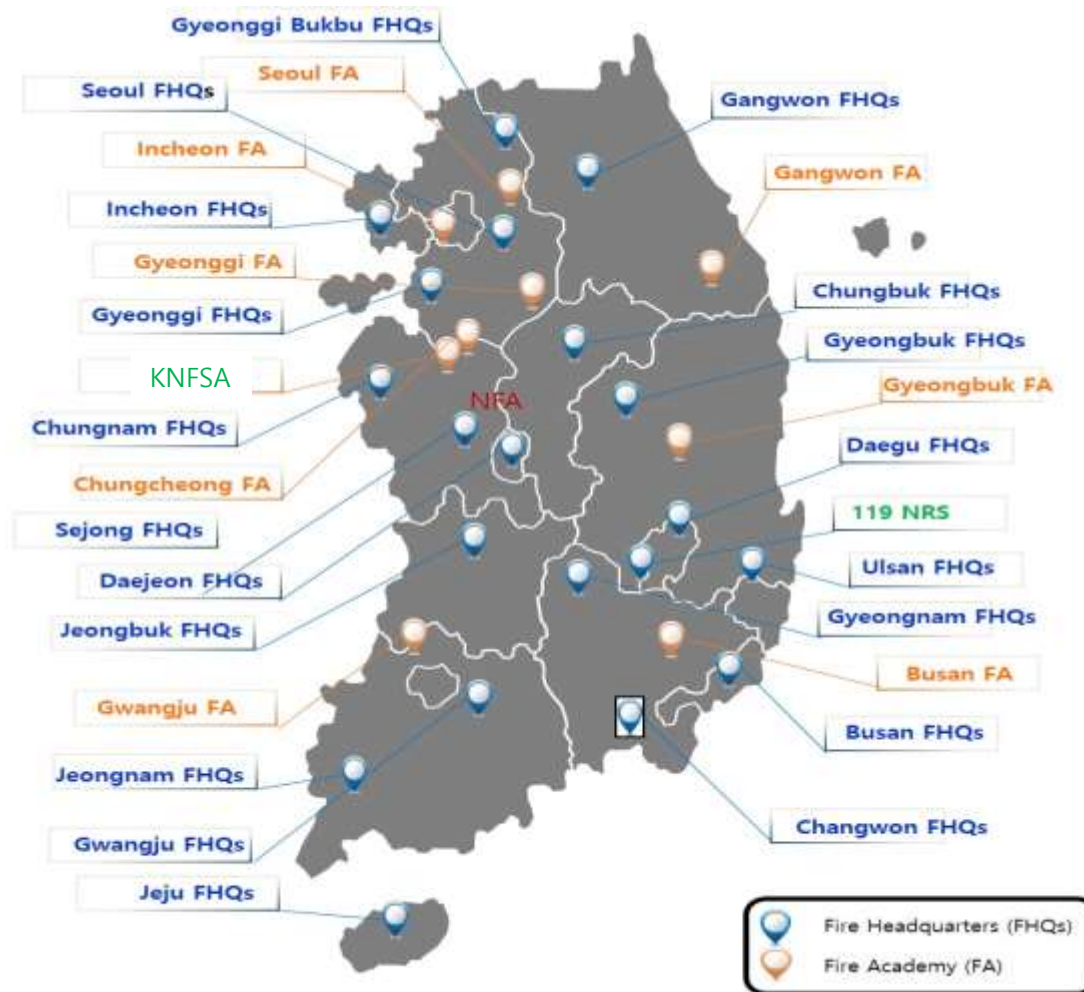 Gyeonggi Bukbu FHQs
Seoul FA
Seoul FHQs
Gangwon FHQs
Incheon FA
Gangwon FA
Incheon FHQs
Gyeonggi FA
Chungbuk FHQs
Gyeonggi FHQs
Gyeongbuk FHQs
KNFSA
Gyeongbuk FA
NFA
Chungnam FHQs
Daegu FHQs
Chungcheong FA
119 NRS
Sejong FHQs
Ulsan FHQs
Daejeon FHQs
Gyeongnam FHQs
Jeongbuk FHQs
Busan FA
Gwangju FA
Busan FHQs
Jeongnam FHQs
Changwon FHQs
Gwangju FHQs
Jeju FHQs
Fire Headquarters (FHQs)
Fire Academy (FA)